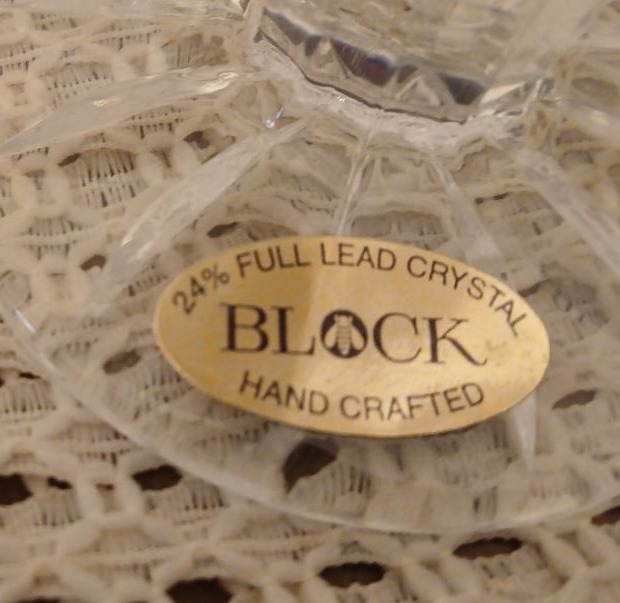 24% FULL LEAD CRYSTAL
BLOCK
HAND CRAFTED